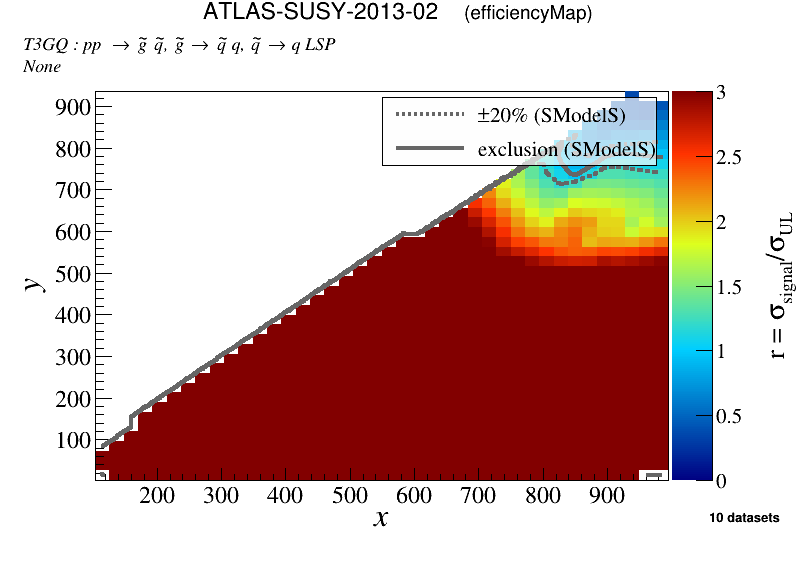 ATLAS-SUSY-2013-02 (efficiencyMap)
T3GQ : pp → g̃ q̃, g̃ → q̃ q, q̃ → q LSP
None
±20% (SModelS)
exclusion (SModelS)
900
800
700
600
500
400
300
200
100
y
200 300 400 500 600 700 800 900
x
3
2.5
2
1.5
1
0.5
0
r = σsignal/σUL
10 datasets